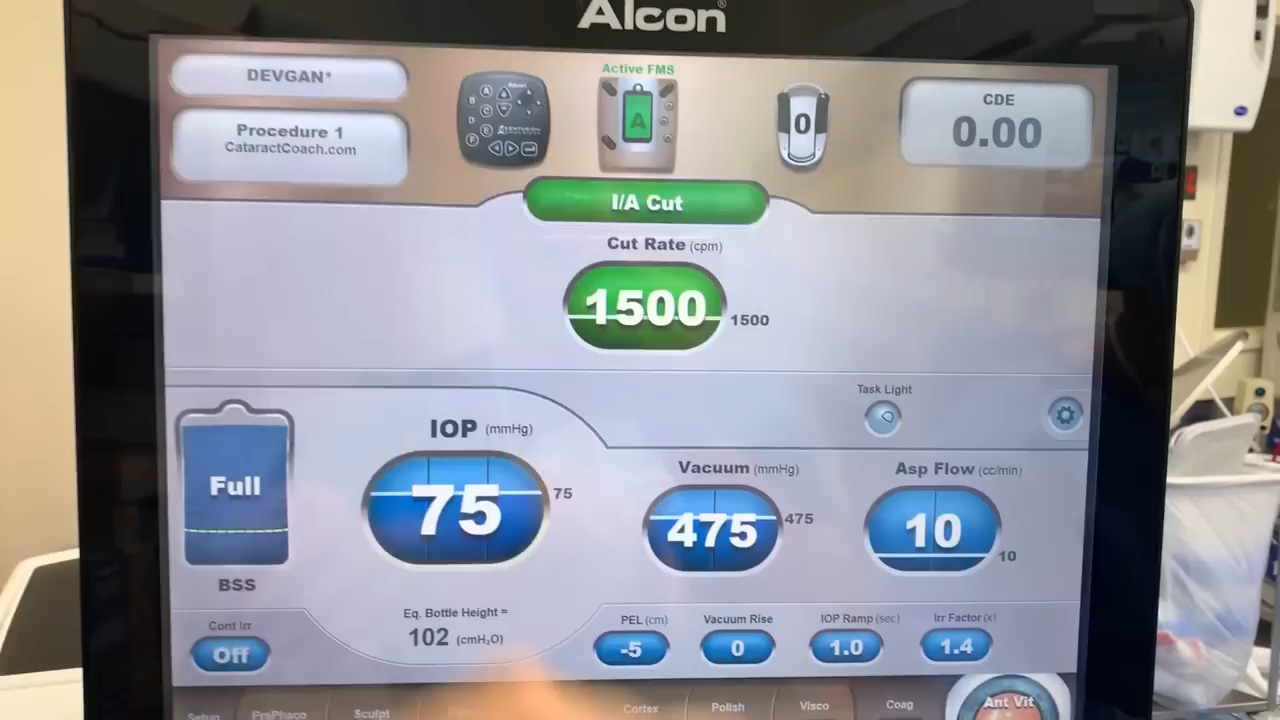 Alcon
DEVGAN*
Procedure 1
CataractCoach.com
Active FMS
A
0
CDE
0.00
A
B
C
D
E
F
CENTURION
I/A Cut
Cut Rate (cpm)
1500
1500
Task Light
IOP (mmHg)
75
75
Full
BSS
Vacuum (mmHg)
475
475
Asp Flow (cc/min)
10
10
Eq. Bottle Height =
102 (cmH₂O)
Cont Irr
Off
PEL (cm)
-5
Vacuum Rise
0
IOP Ramp (sec)
1.0
Irr Factor (x)
1.4
Setup
PrePhaco
Sculpt
Cortex
Polish
Visco
Coag
Ant Vit